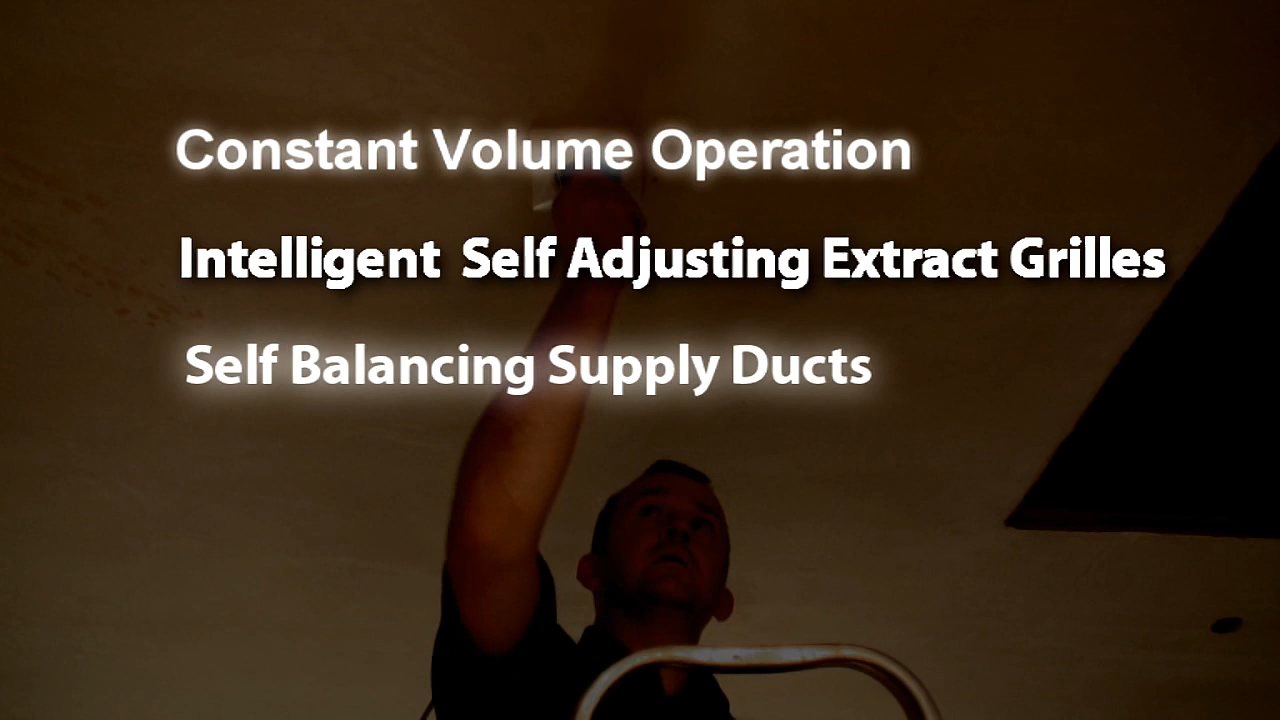 Constant Volume Operation
Intelligent Self Adjusting Extract Grilles
Self Balancing Supply Ducts